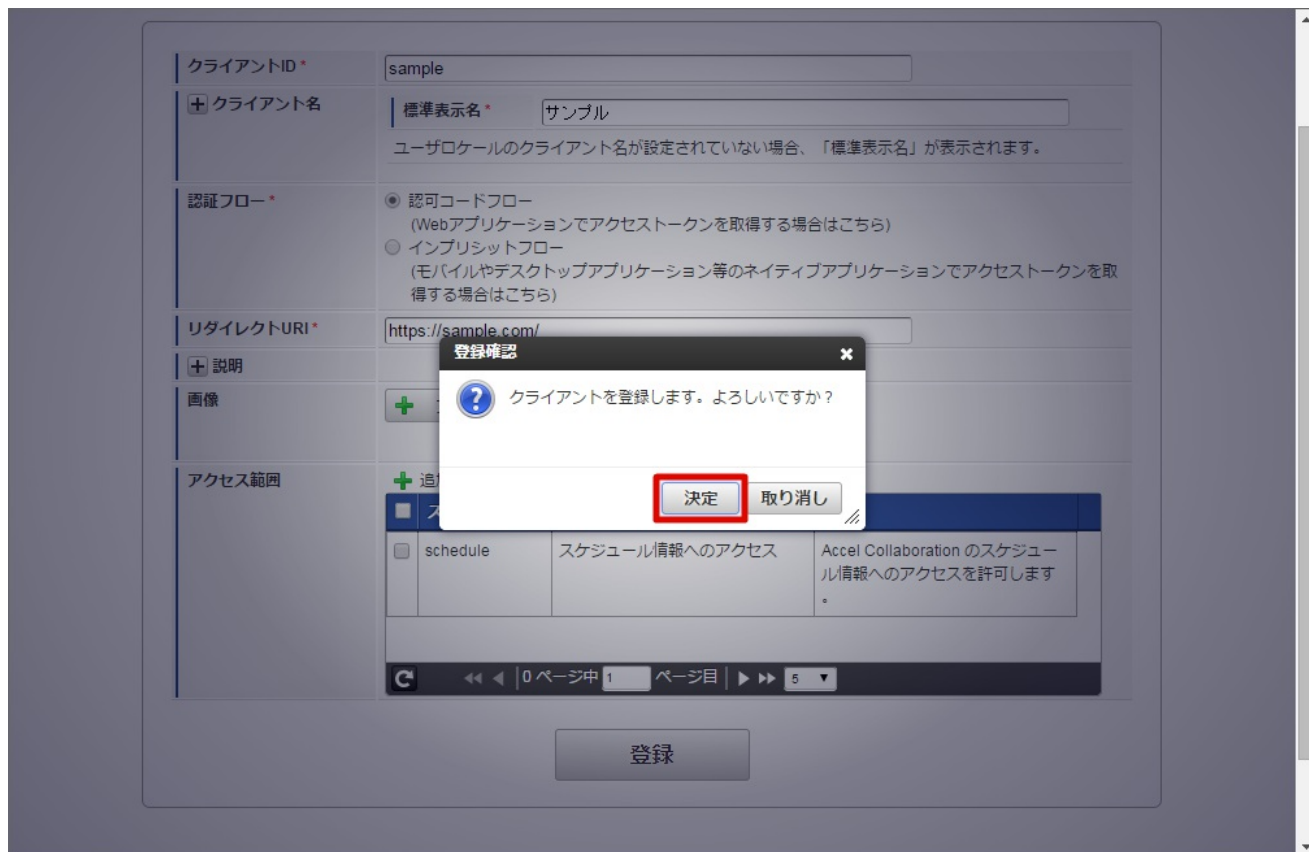 クライアントID *
sample
クライアント名
標準表示名 *
サンプル
ユーザロケールのクライアント名が設定されていない場合、「標準表示名」が表示されます。
認証フロー *
認可コードフロー
(Webアプリケーションでアクセストークンを取得する場合はこちら)
インプリシットフロー
(モバイルやデスクトップアプリケーション等のネイティブアプリケーションでアクセストークンを取
得する場合はこちら)
リダイレクトURI *
https://sample.com/
登録確認
説明
クライアントを登録します。よろしいですか?
画像
アクセス範囲
決定
取り消し
schedule
スケジュール情報へのアクセス
Accel Collaboration のスケジュー
ル情報へのアクセスを許可します
。
0 ページ中 1 ページ目
5
登録